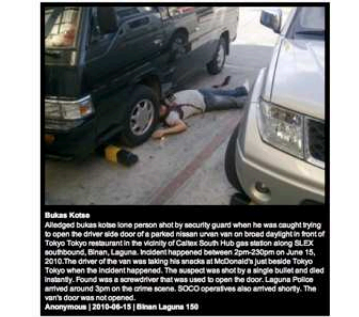 Bukas Kotse
Alledged bukas kotse lone person shot by security guard when he was caught trying
to open the driver side door of a parked nissan urvan van on broad daylight in front of
Tokyo Tokyo restaurant in the vicinity of Caltex South Hub gas station along SLEX
southbound, Binan, Laguna. Incident happened between 2pm-230pm on June 15,
2010.The driver of the van was taking his snacks at McDonald's just beside Tokyo
Tokyo when the incident happened. The suspect was shot by a single bullet and died
instantly. Found was a screwdriver that was used to open the door. Laguna Police
arrived around 3pm on the crime scene. SOCO operatives also arrived shortly. The
van's door was not opened.
Anonymous | 2010-06-15 | Binan Laguna 150